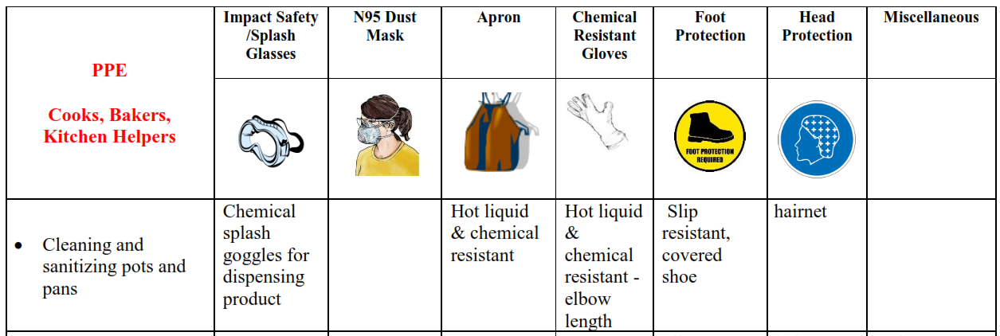 PPE
Cooks, Bakers,
Kitchen Helpers
Impact Safety
/Splash
Glasses
N95 Dust
Mask
Apron
Chemical
Resistant
Gloves
Foot
Protection
Head
Protection
Miscellaneous
FOOT PROTECTION
REQUIRED
• Cleaning and
sanitizing pots and
pans
Chemical
splash
goggles for
dispensing
product
Hot liquid
& chemical
resistant
Hot liquid
&
chemical
resistant -
elbow
length
Slip
resistant,
covered
shoe
hairnet